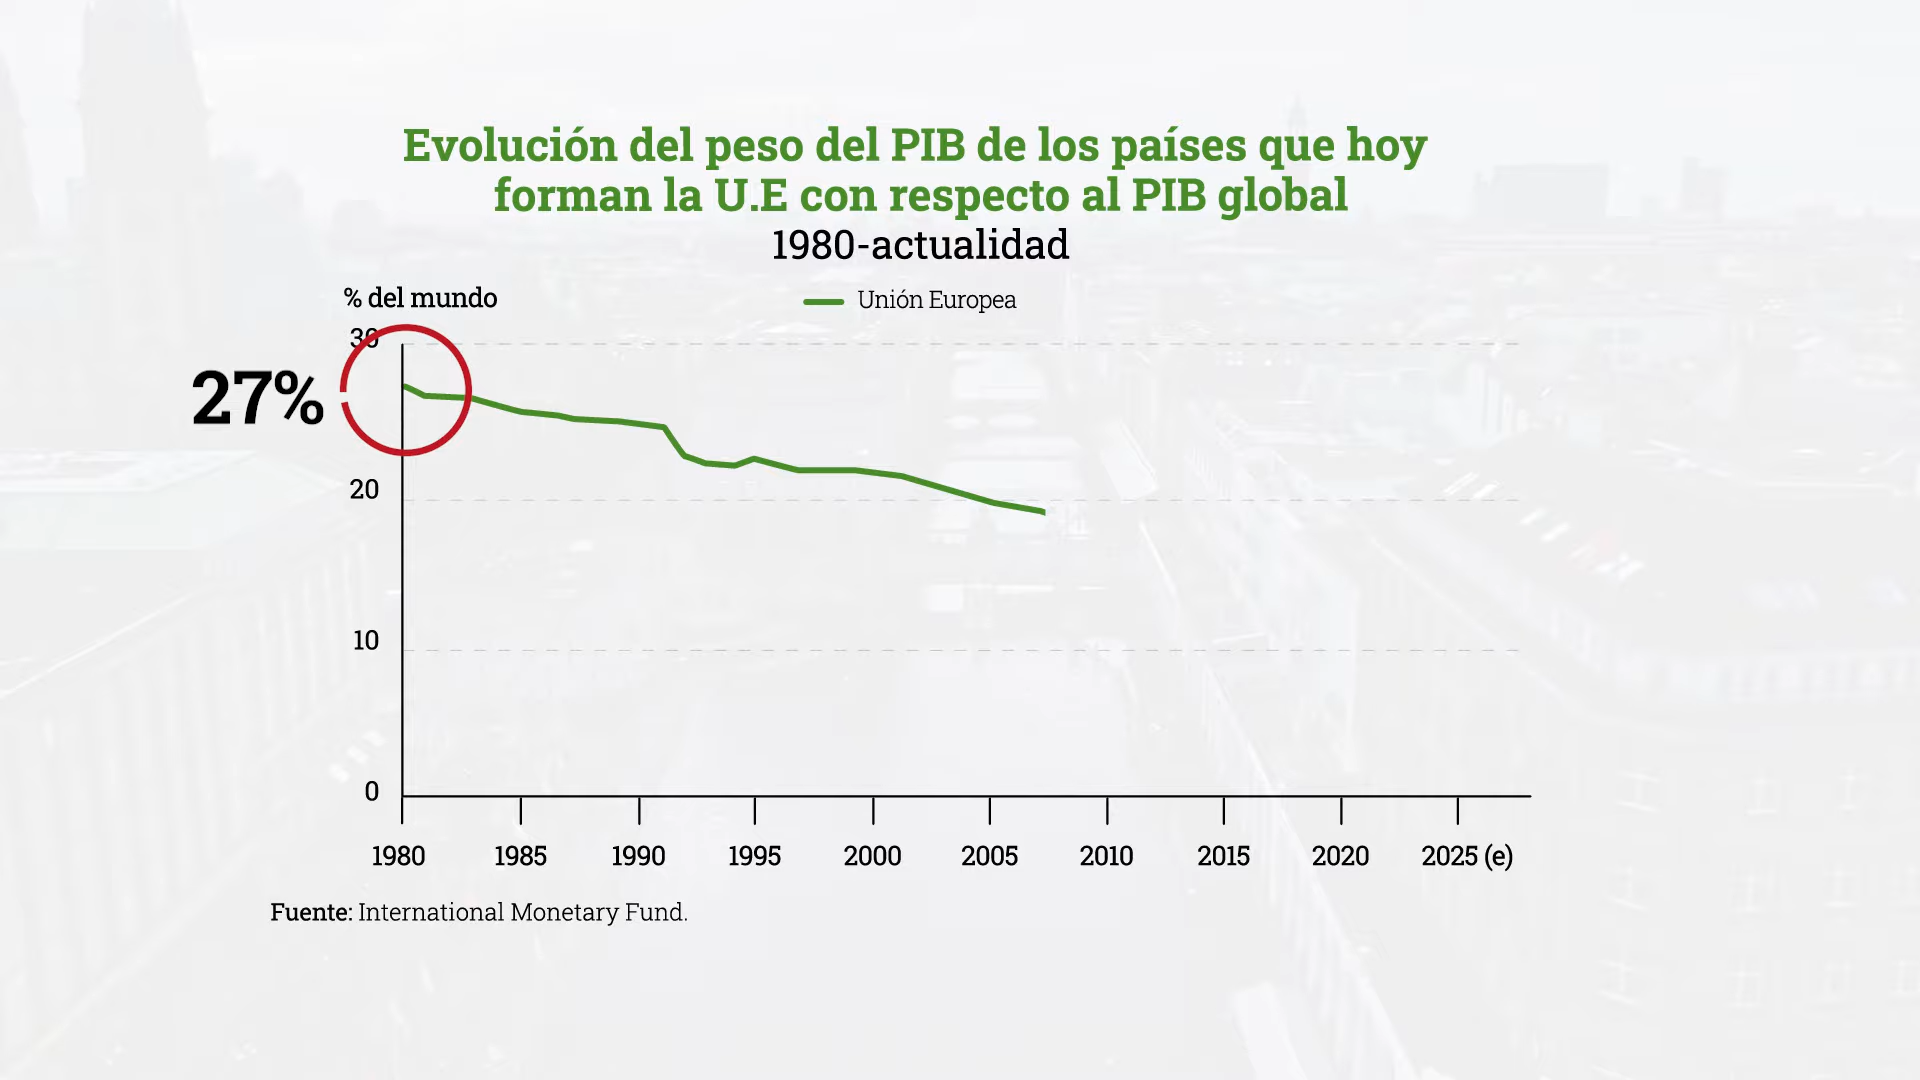 Evolución del peso del PIB de los países que hoy
forman la U.E con respecto al PIB global
1980-actualidad
% del mundo
Unión Europea
30
27%
20
10
0
1980 1985 1990 1995 2000 2005 2010 2015 2020 2025 (e)
Fuente: International Monetary Fund.